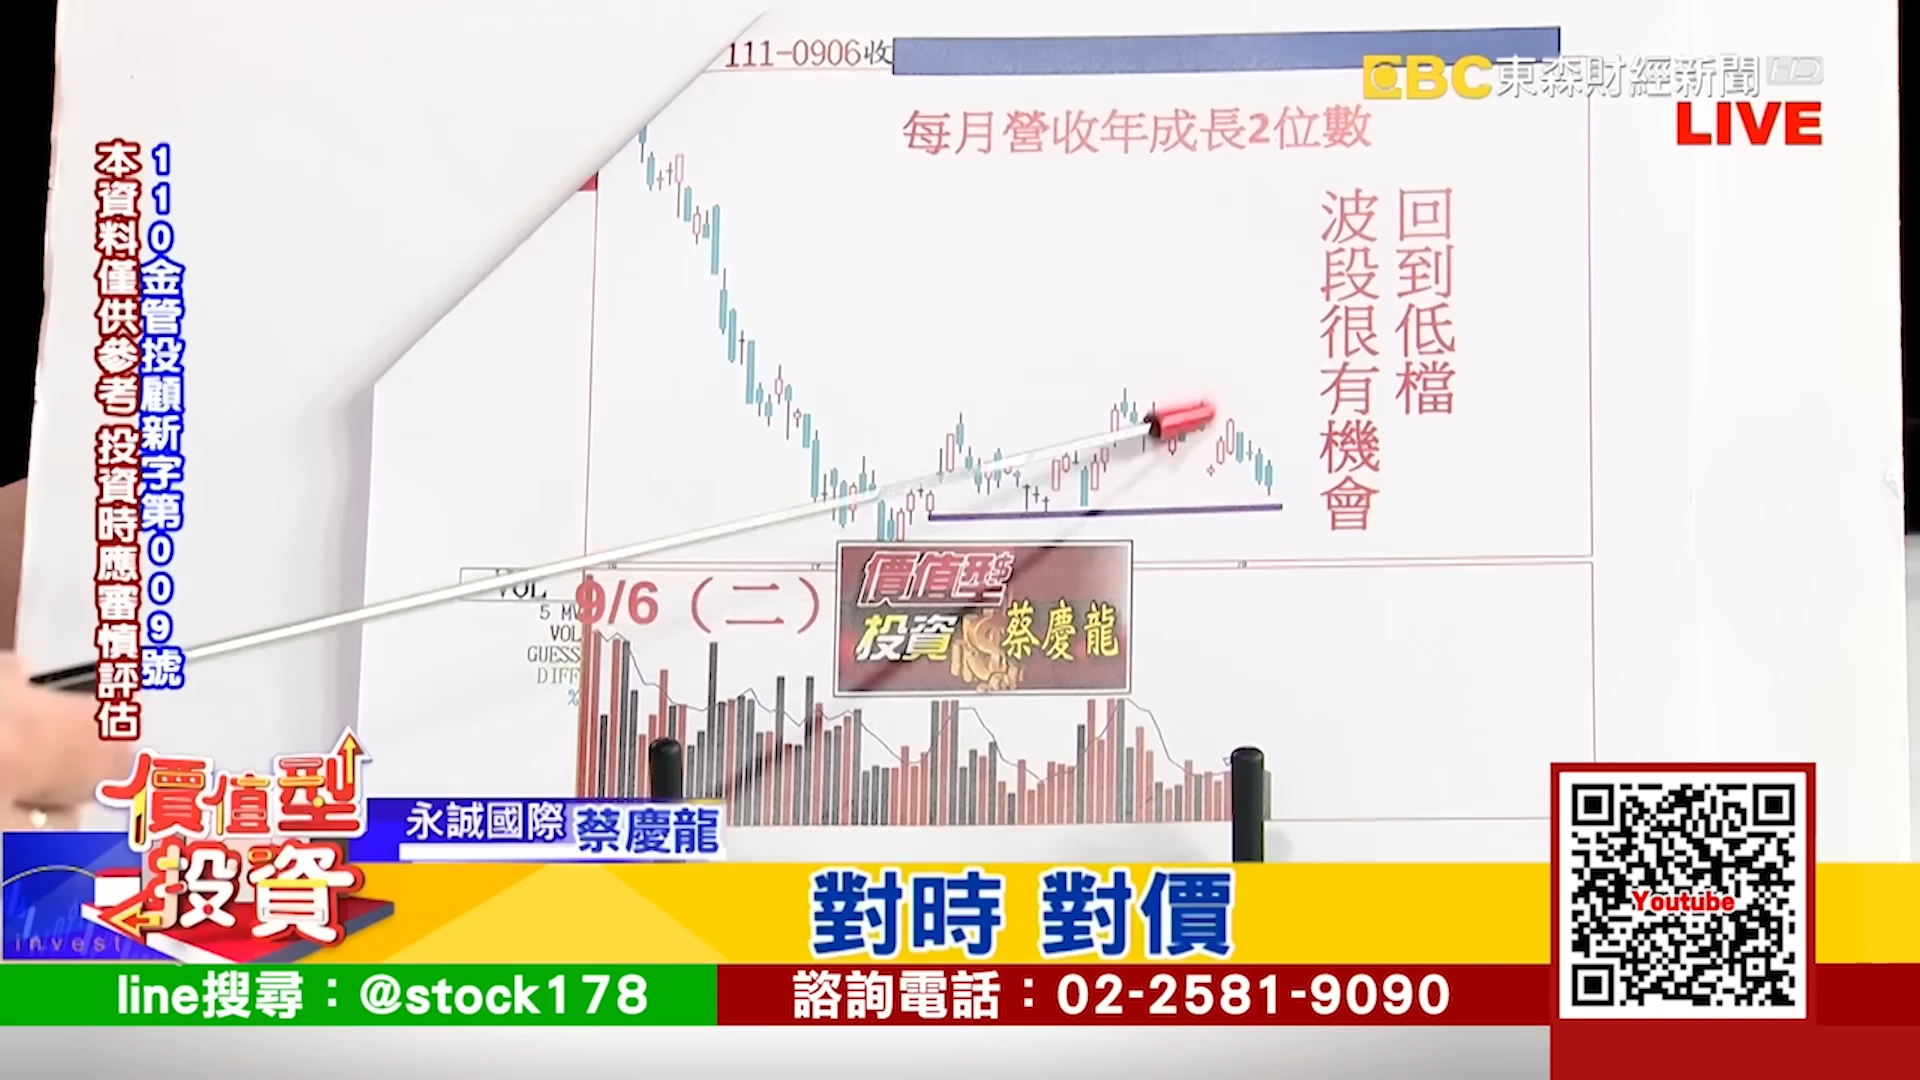 111-0906收
EBC東森財經新聞HD
LIVE
每月營收年成長2位數
回到低檔
波段很有機會
110金管投顧新字第009號
本資料僅供參考 投資時應審慎評估
VOL
5 MV
VOL
GUESS
DIFF
%
9/6（二）
價值型$
投資
蔡慶龍
價值型
投資
invest
永誠國際 蔡慶龍
對時 對價
line搜尋：@stock178
諮詢電話：02-2581-9090
Youtube